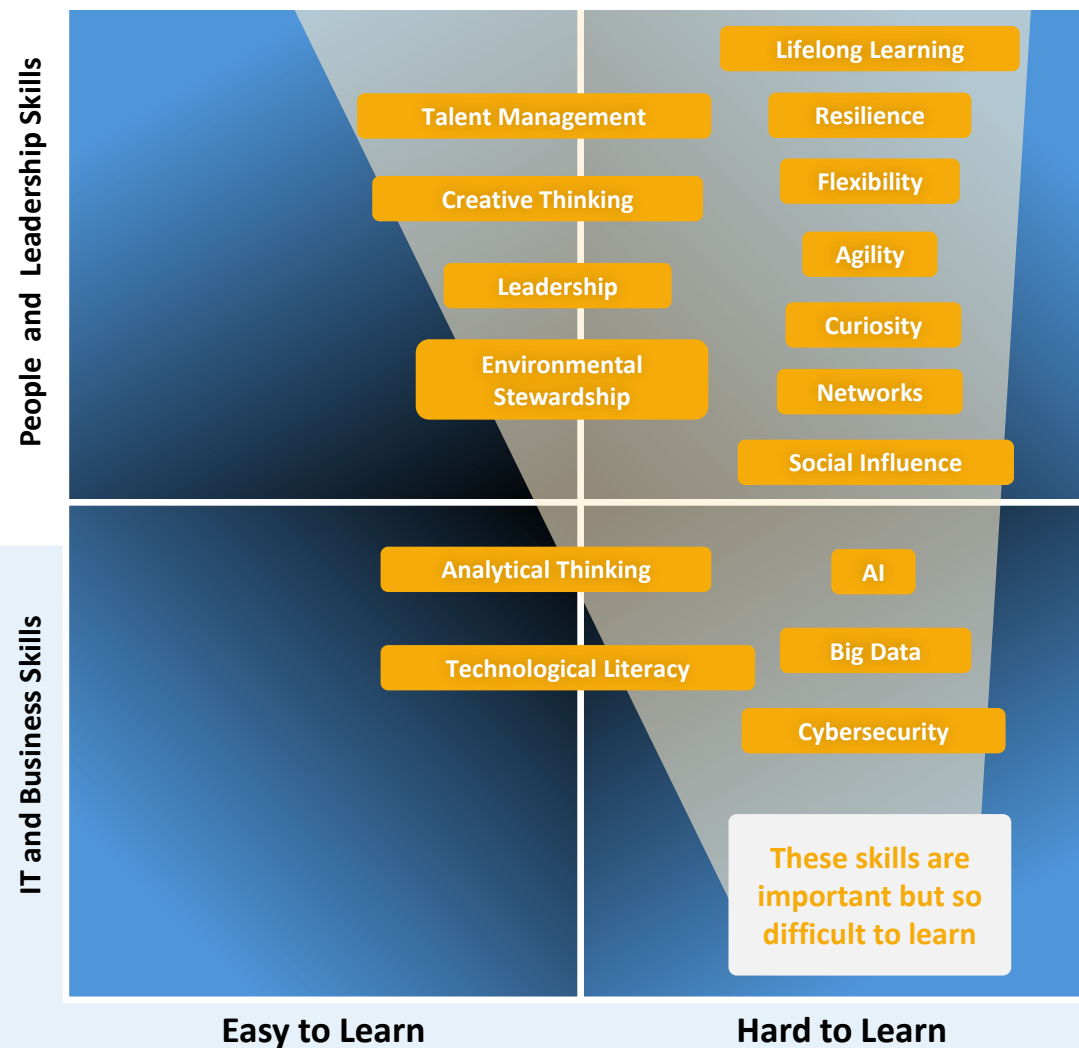 People and Leadership Skills
Lifelong Learning
Talent Management
Resilience
Creative Thinking
Flexibility
Leadership
Agility
Environmental
Stewardship
Curiosity
Networks
Social Influence
IT and Business Skills
Analytical Thinking
AI
Technological Literacy
Big Data
Cybersecurity
These skills are
important but so
difficult to learn
Easy to Learn
Hard to Learn